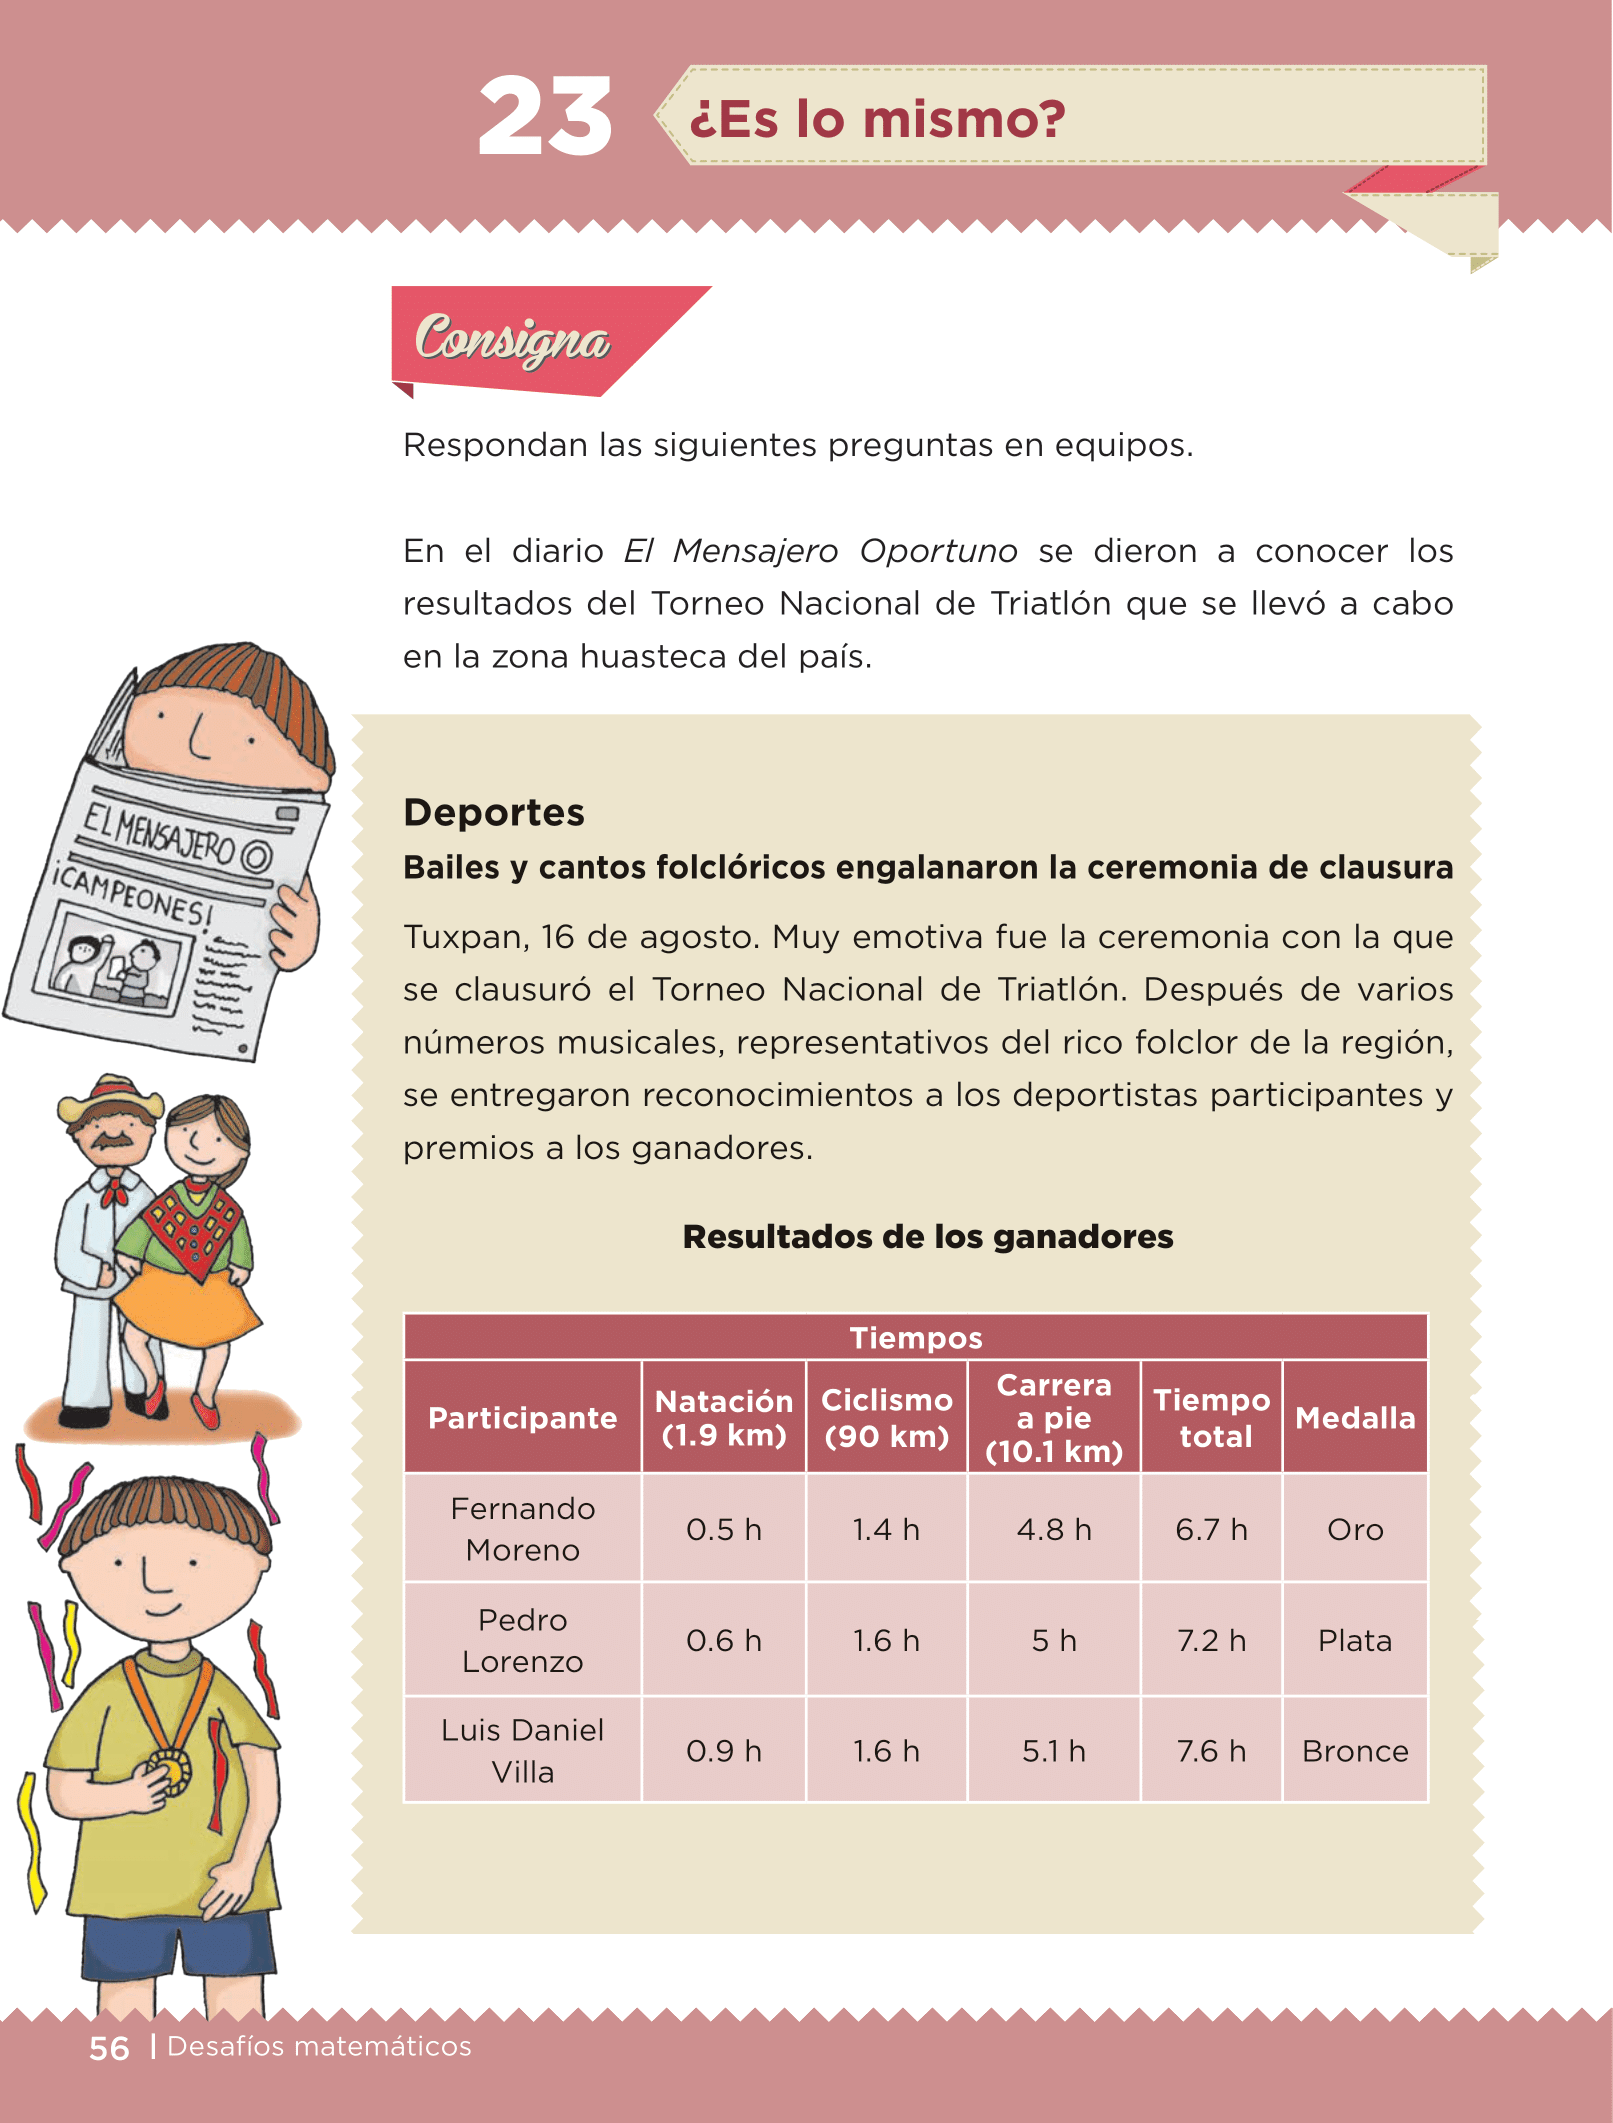 23
¿Es lo mismo?
Consigna
Respondan las siguientes preguntas en equipos.
En el diario El Mensajero Oportuno se dieron a conocer los
resultados del Torneo Nacional de Triatlón que se llevó a cabo
en la zona huasteca del país.
EL MENSAJERO
¡CAMPEONES!
Deportes
Bailes y cantos folclóricos engalanaron la ceremonia de clausura
Tuxpan, 16 de agosto. Muy emotiva fue la ceremonia con la que
se clausuró el Torneo Nacional de Triatlón. Después de varios
números musicales, representativos del rico folclor de la región,
se entregaron reconocimientos a los deportistas participantes y
premios a los ganadores.
Resultados de los ganadores
Tiempos
Participante
Natación
(1.9 km)
Ciclismo
(90 km)
Carrera
a pie
(10.1 km)
Tiempo
total
Medalla
Fernando
Moreno
0.5 h
1.4 h
4.8 h
6.7 h
Oro
Pedro
Lorenzo
0.6 h
1.6 h
5 h
7.2 h
Plata
Luis Daniel
Villa
0.9 h
1.6 h
5.1 h
7.6 h
Bronce
56 | Desafíos matemáticos